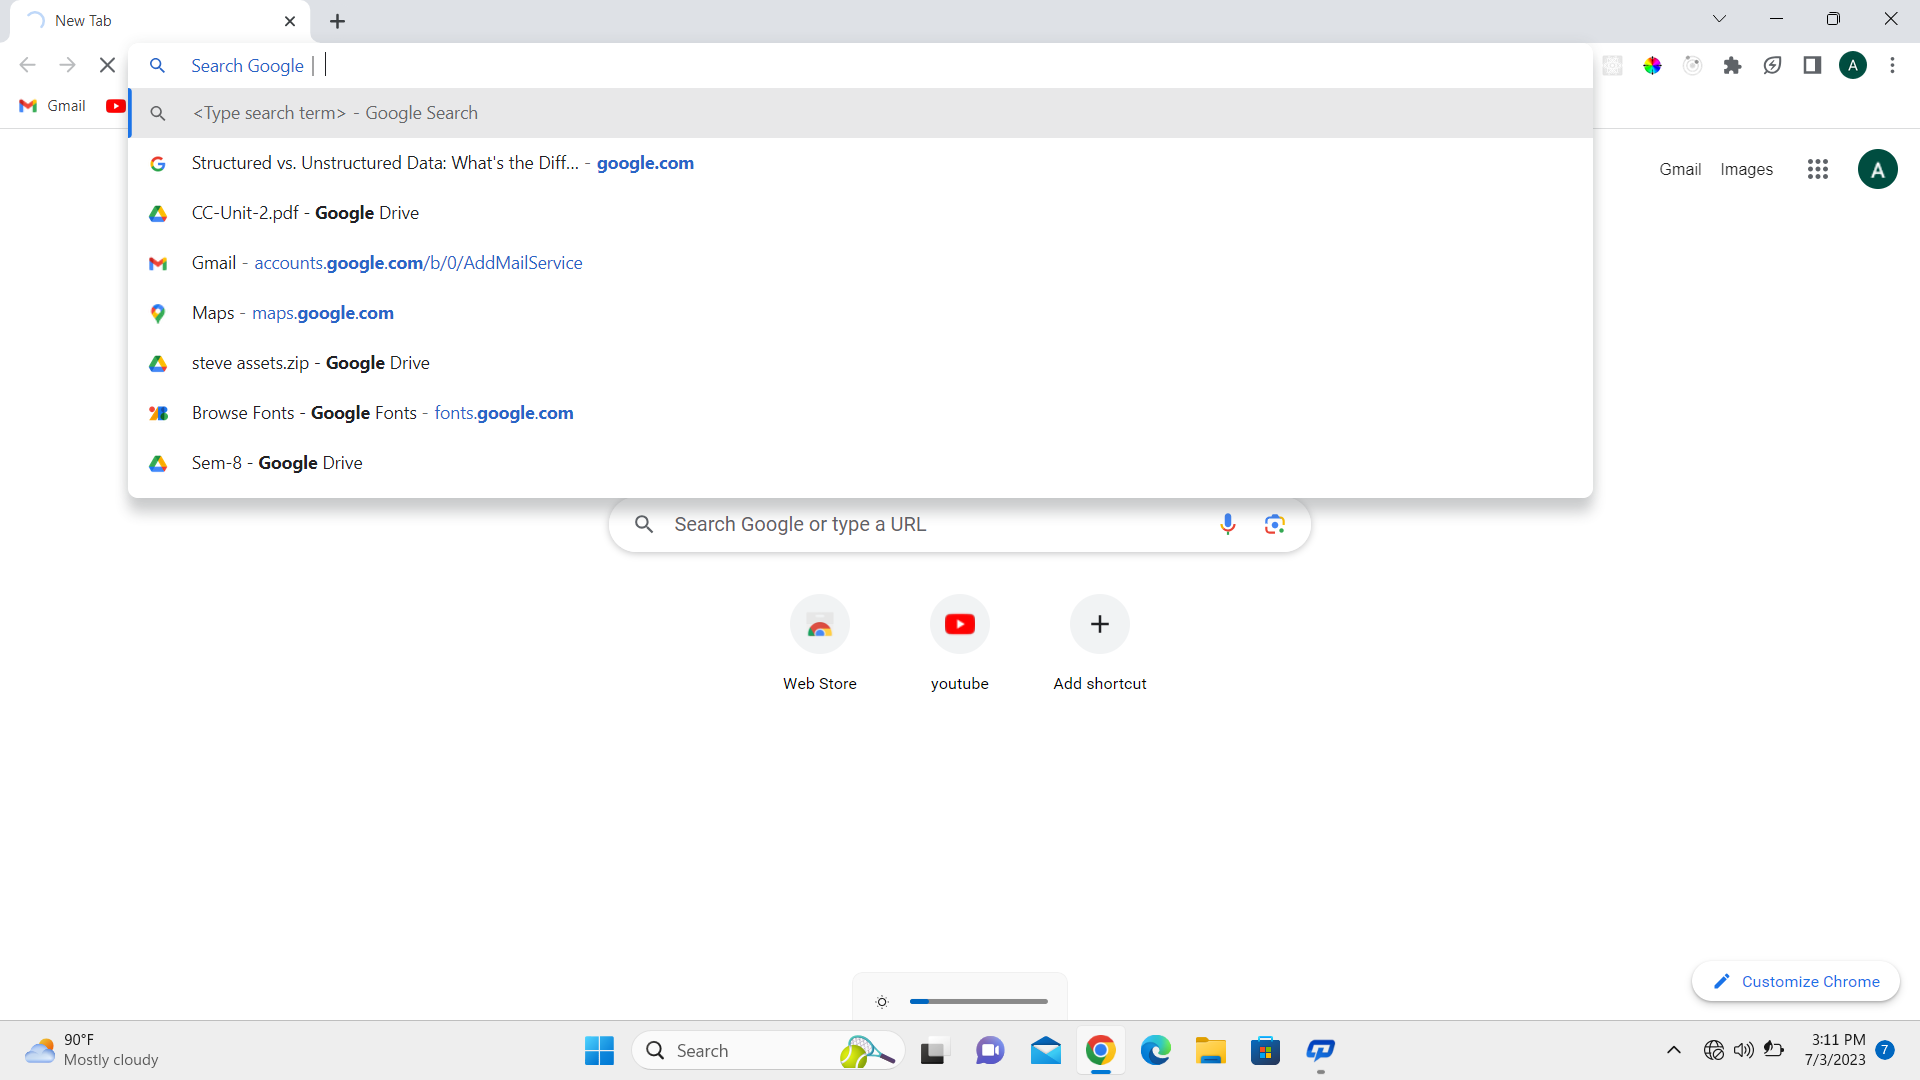 New Tab
Search Google
Gmail
<Type search term> - Google Search
Structured vs. Unstructured Data: What's the Diff... - google.com
CC-Unit-2.pdf - Google Drive
Gmail - accounts.google.com/b/0/AddMailService
Maps - maps.google.com
steve assets.zip - Google Drive
Browse Fonts - Google Fonts - fonts.google.com
Sem-8 - Google Drive
A
Gmail Images A
Search Google or type a URL
Web Store youtube Add shortcut
Customize Chrome
90°F
Mostly cloudy
Search
3:11 PM
7/3/2023
7